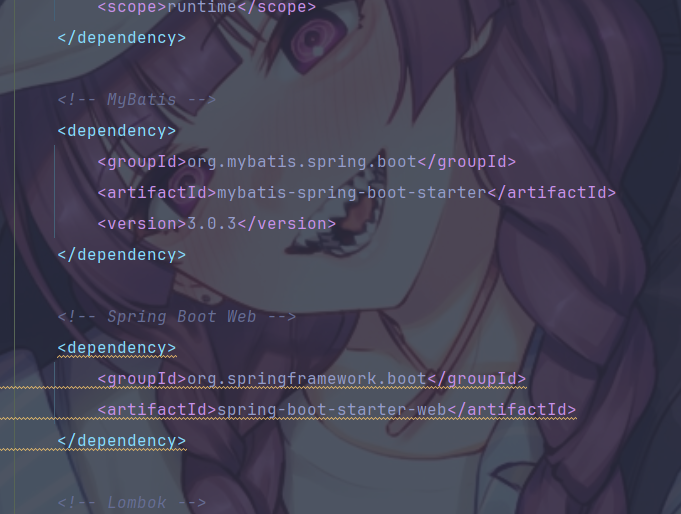 <scope>runtime</scope>
</dependency>
<!-- MyBatis -->
<dependency>
<groupId>org.mybatis.spring.boot</groupId>
<artifactId>mybatis-spring-boot-starter</artifactId>
<version>3.0.3</version>
</dependency>
<!-- Spring Boot Web -->
<dependency>
<groupId>org.springframework.boot</groupId>
<artifactId>spring-boot-starter-web</artifactId>
</dependency>
<!-- Lombok -->